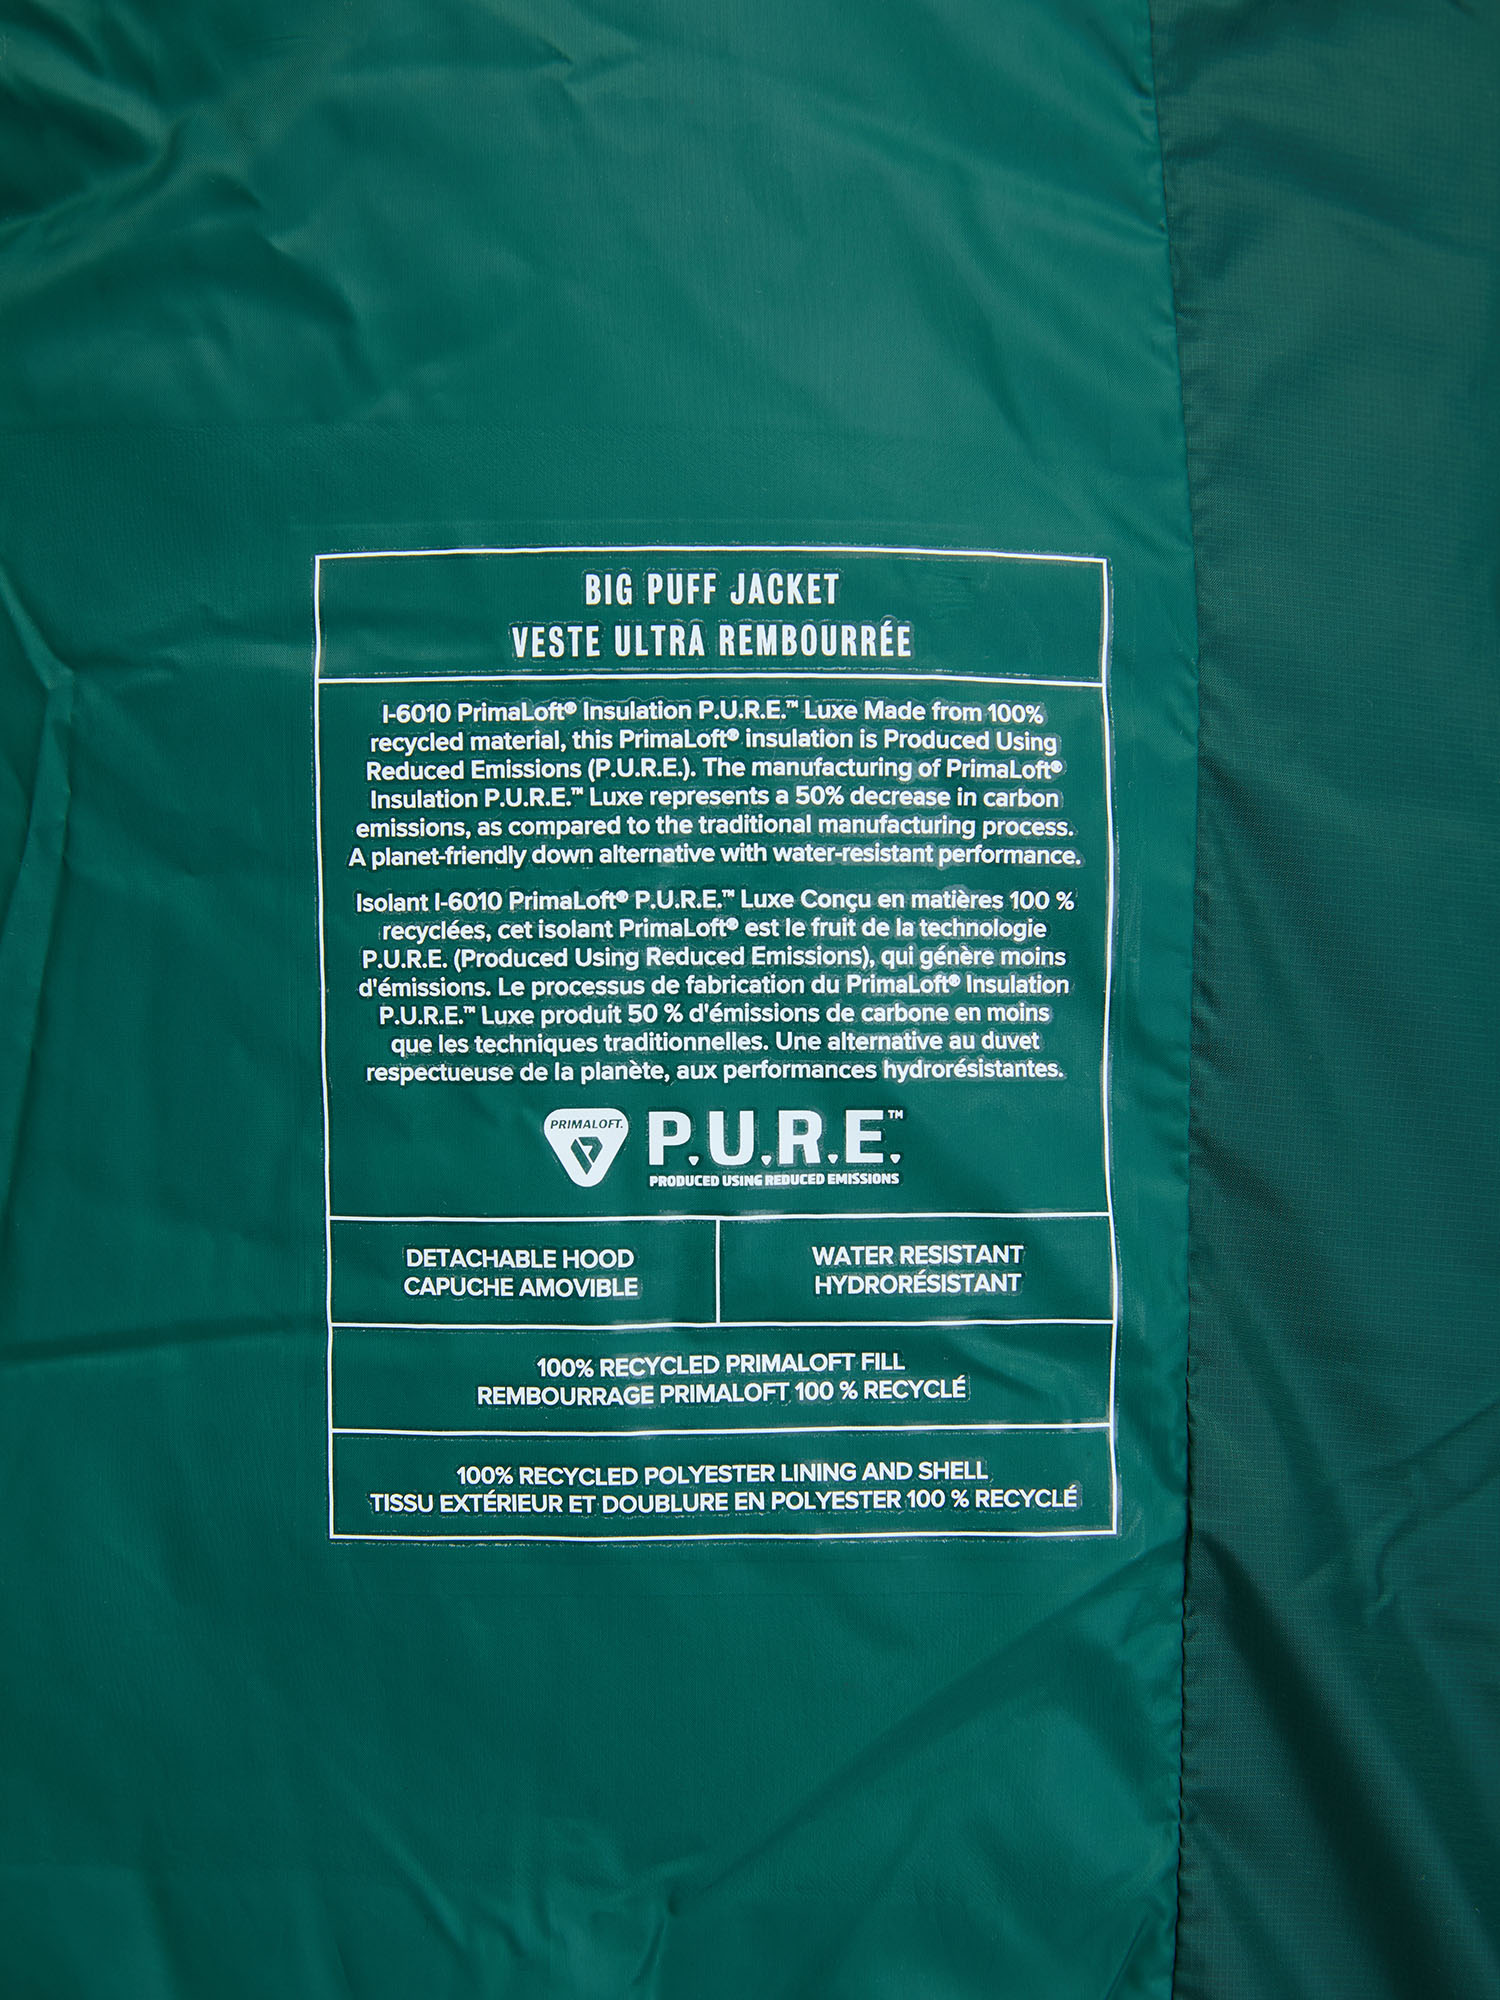 BIG PUFF JACKET
VESTE ULTRA REMBOURRÉE
I-6010 PrimaLoft® Insulation P.U.R.E.™ Luxe Made from 100%
recycled material, this PrimaLoft® insulation is Produced Using
Reduced Emissions (P.U.R.E.). The manufacturing of PrimaLoft®
Insulation P.U.R.E.™ Luxe represents a 50% decrease in carbon
emissions, as compared to the traditional manufacturing process.
A planet-friendly down alternative with water-resistant performance.
Isolant I-6010 PrimaLoft® P.U.R.E.™ Luxe Conçu en matières 100 %
recyclées, cet isolant PrimaLoft® est le fruit de la technologie
P.U.R.E. (Produced Using Reduced Emissions), qui génère moins
d'émissions. Le processus de fabrication du PrimaLoft® Insulation
P.U.R.E.™ Luxe produit 50 % d'émissions de carbone en moins
que les techniques traditionnelles. Une alternative au duvet
respectueuse de la planète, aux performances hydrorésistantes.
PRIMALOFT.
P.U.R.E.™
PRODUCED USING REDUCED EMISSIONS
DETACHABLE HOOD
CAPUCHE AMOVIBLE
WATER RESISTANT
HYDRORÉSISTANT
100% RECYCLED PRIMALOFT FILL
REMBOURRAGE PRIMALOFT 100 % RECYCLÉ
100% RECYCLED POLYESTER LINING AND SHELL
TISSU EXTÉRIEUR ET DOUBLURE EN POLYESTER 100 % RECYCLÉ